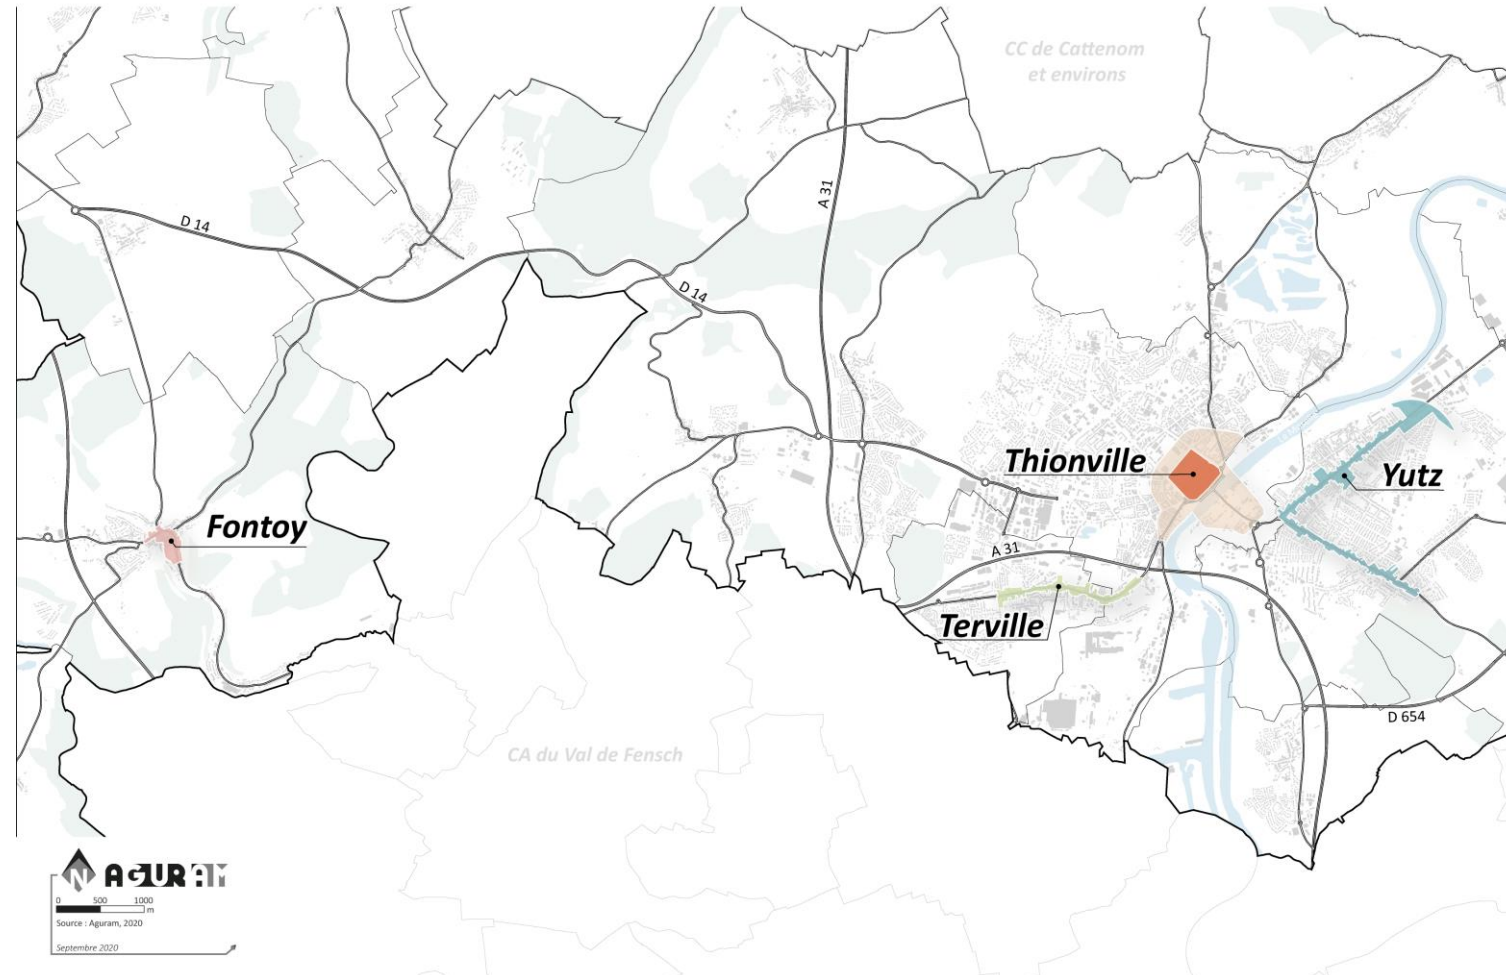 CC de Cattenom
et environs
A 31
D 14
D 14
Thionville
Yutz
Fontoy
A 31
Terville
D 654
CA du Val de Fensch
N AGURAM
0 500 1000
m
Source : Aguram, 2020
Septembre 2020